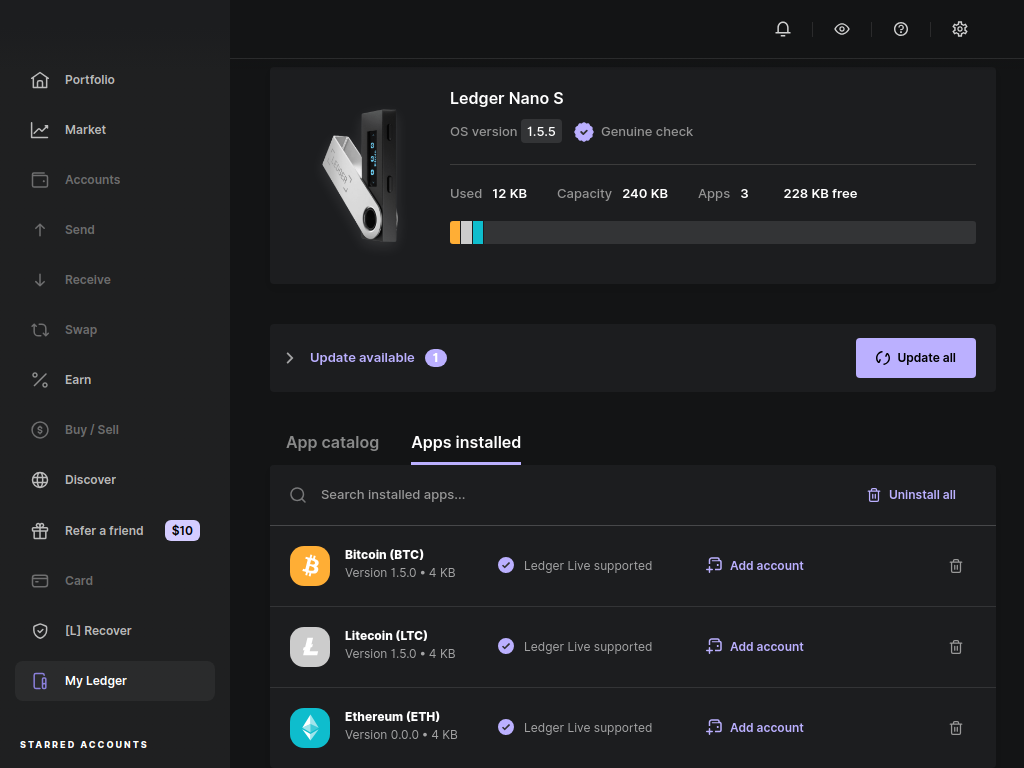 Portfolio
Market
Accounts
Send
Receive
Swap
Earn
Buy / Sell
Discover
Refer a friend $10
Card
[L] Recover
My Ledger
STARRED ACCOUNTS
Ledger Nano S
OS version 1.5.5 Genuine check
Used 12 KB Capacity 240 KB Apps 3 228 KB free
Update available 1 Update all
App catalog Apps installed
Search installed apps... Uninstall all
Bitcoin (BTC)
Version 1.5.0 • 4 KB Ledger Live supported Add account
Litecoin (LTC)
Version 1.5.0 • 4 KB Ledger Live supported Add account
Ethereum (ETH)
Version 0.0.0 • 4 KB Ledger Live supported Add account